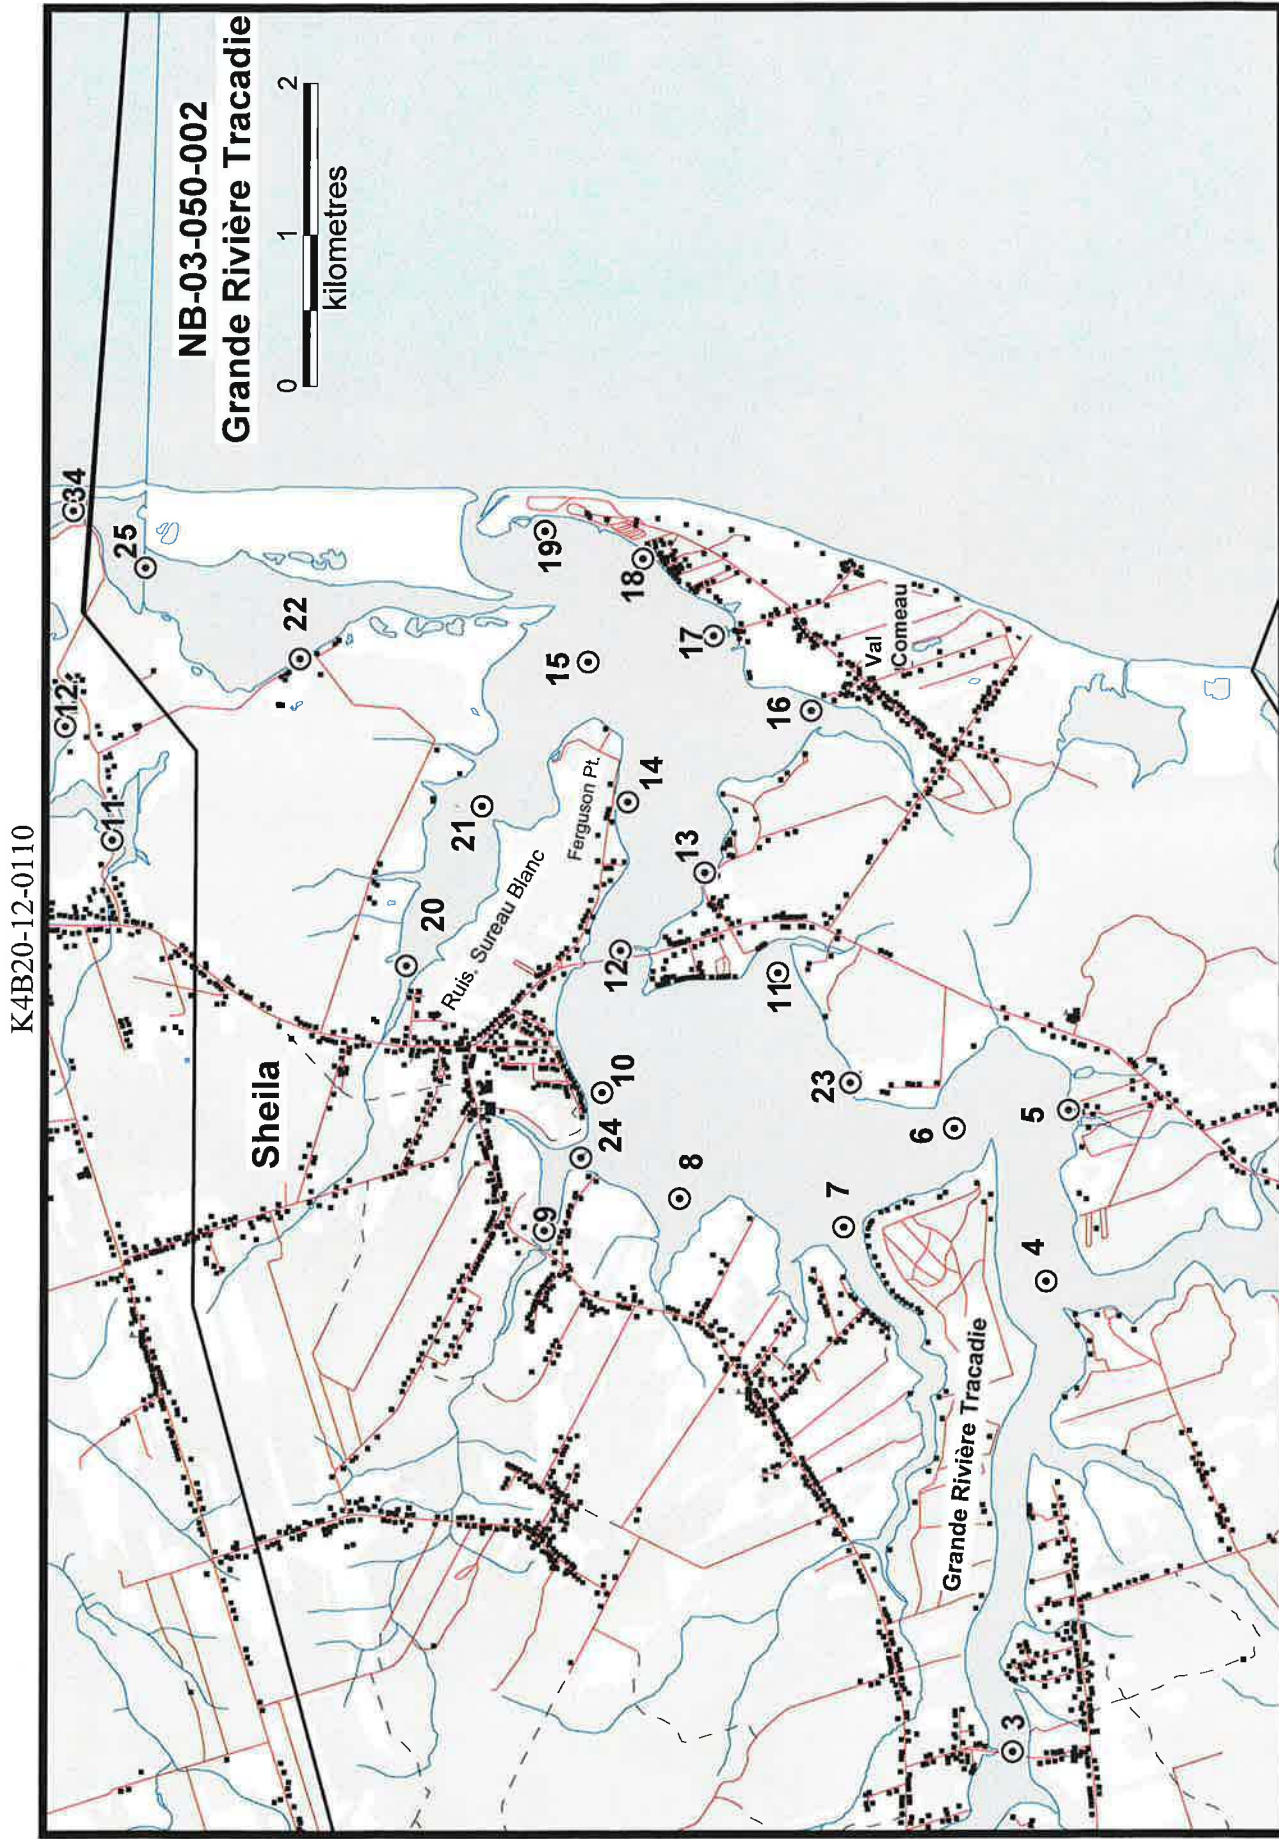 K4B20-12-0110
NB-03-050-002
Grande Rivière Tracadie
0 1 2
kilometres
34
25
12
11
22
19
18
17
15
16
Val
Comeau
21
14
Ferguson Pt.
13
20
Ruis. Sureau Blanc
12
11
Sheila
10
24
23
9
8
6
5
7
4
Grande Rivière Tracadie
3